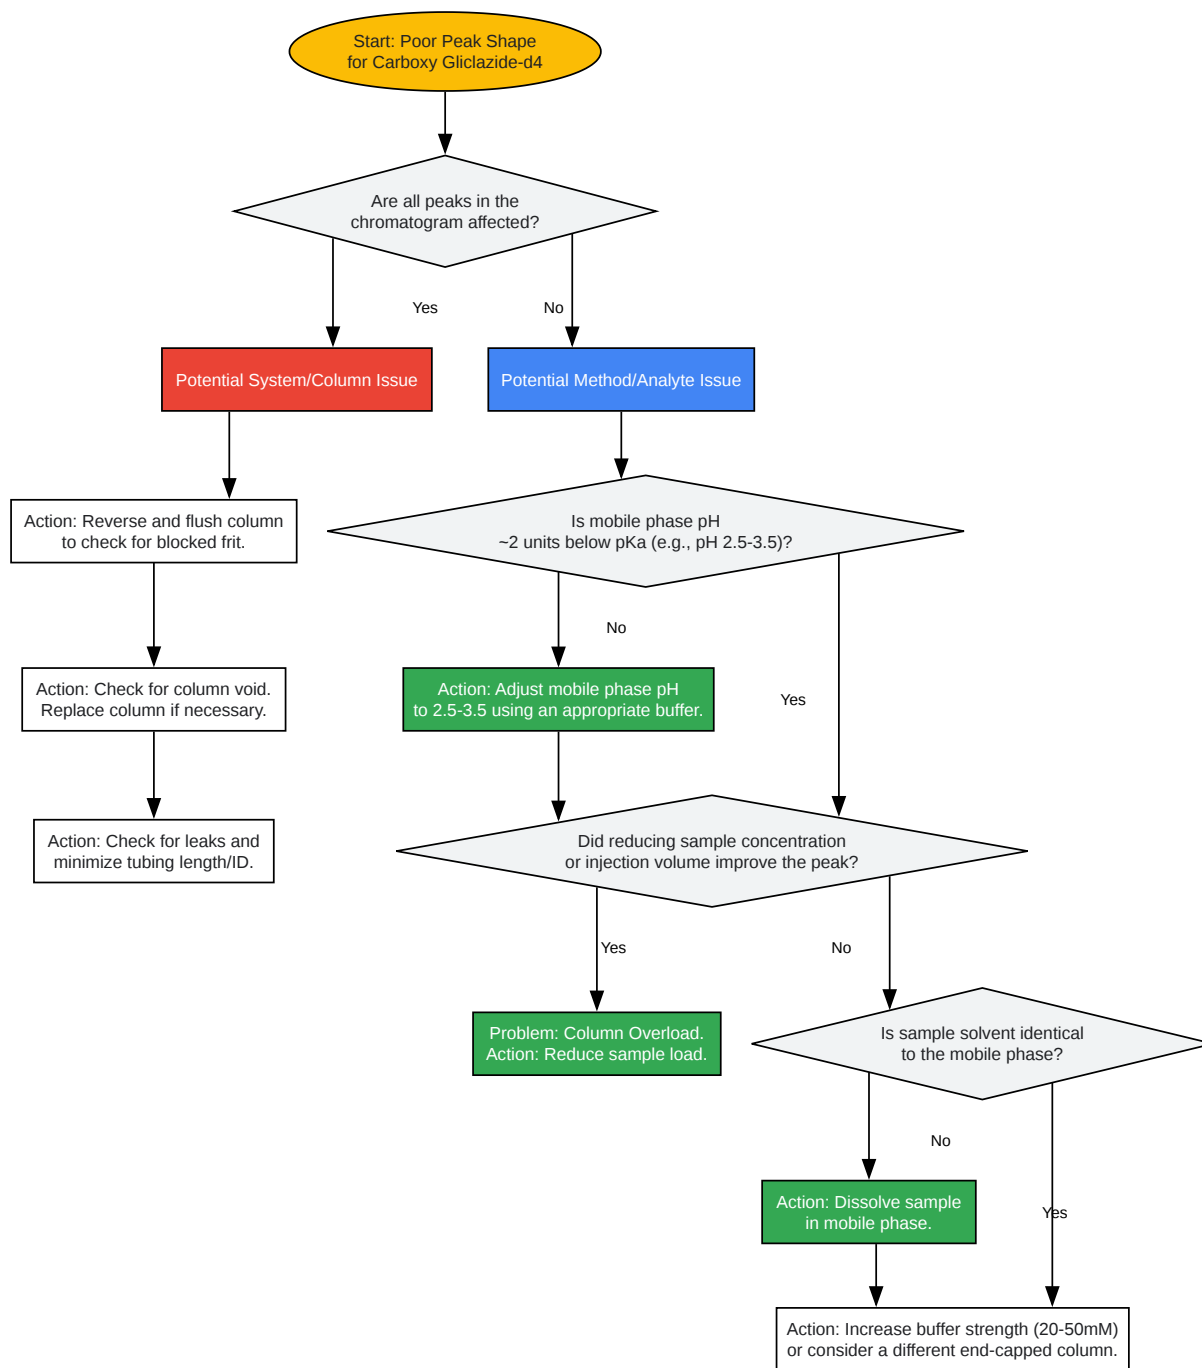 Start: Poor Peak Shape
for Carboxy Gliclazide-d4
Are all peaks in the
chromatogram affected?
Yes
No
Potential System/Column Issue
Potential Method/Analyte Issue
Action: Reverse and flush column
to check for blocked frit.
Is mobile phase pH
~2 units below pKa (e.g., pH 2.5-3.5)?
No
Action: Check for column void.
Replace column if necessary.
Action: Adjust mobile phase pH
to 2.5-3.5 using an appropriate buffer.
Yes
Action: Check for leaks and
minimize tubing length/ID.
Did reducing sample concentration
or injection volume improve the peak?
Yes
No
Problem: Column Overload.
Action: Reduce sample load.
Is sample solvent identical
to the mobile phase?
No
Action: Dissolve sample
in mobile phase.
Yes
Action: Increase buffer strength (20-50mM)
or consider a different end-capped column.